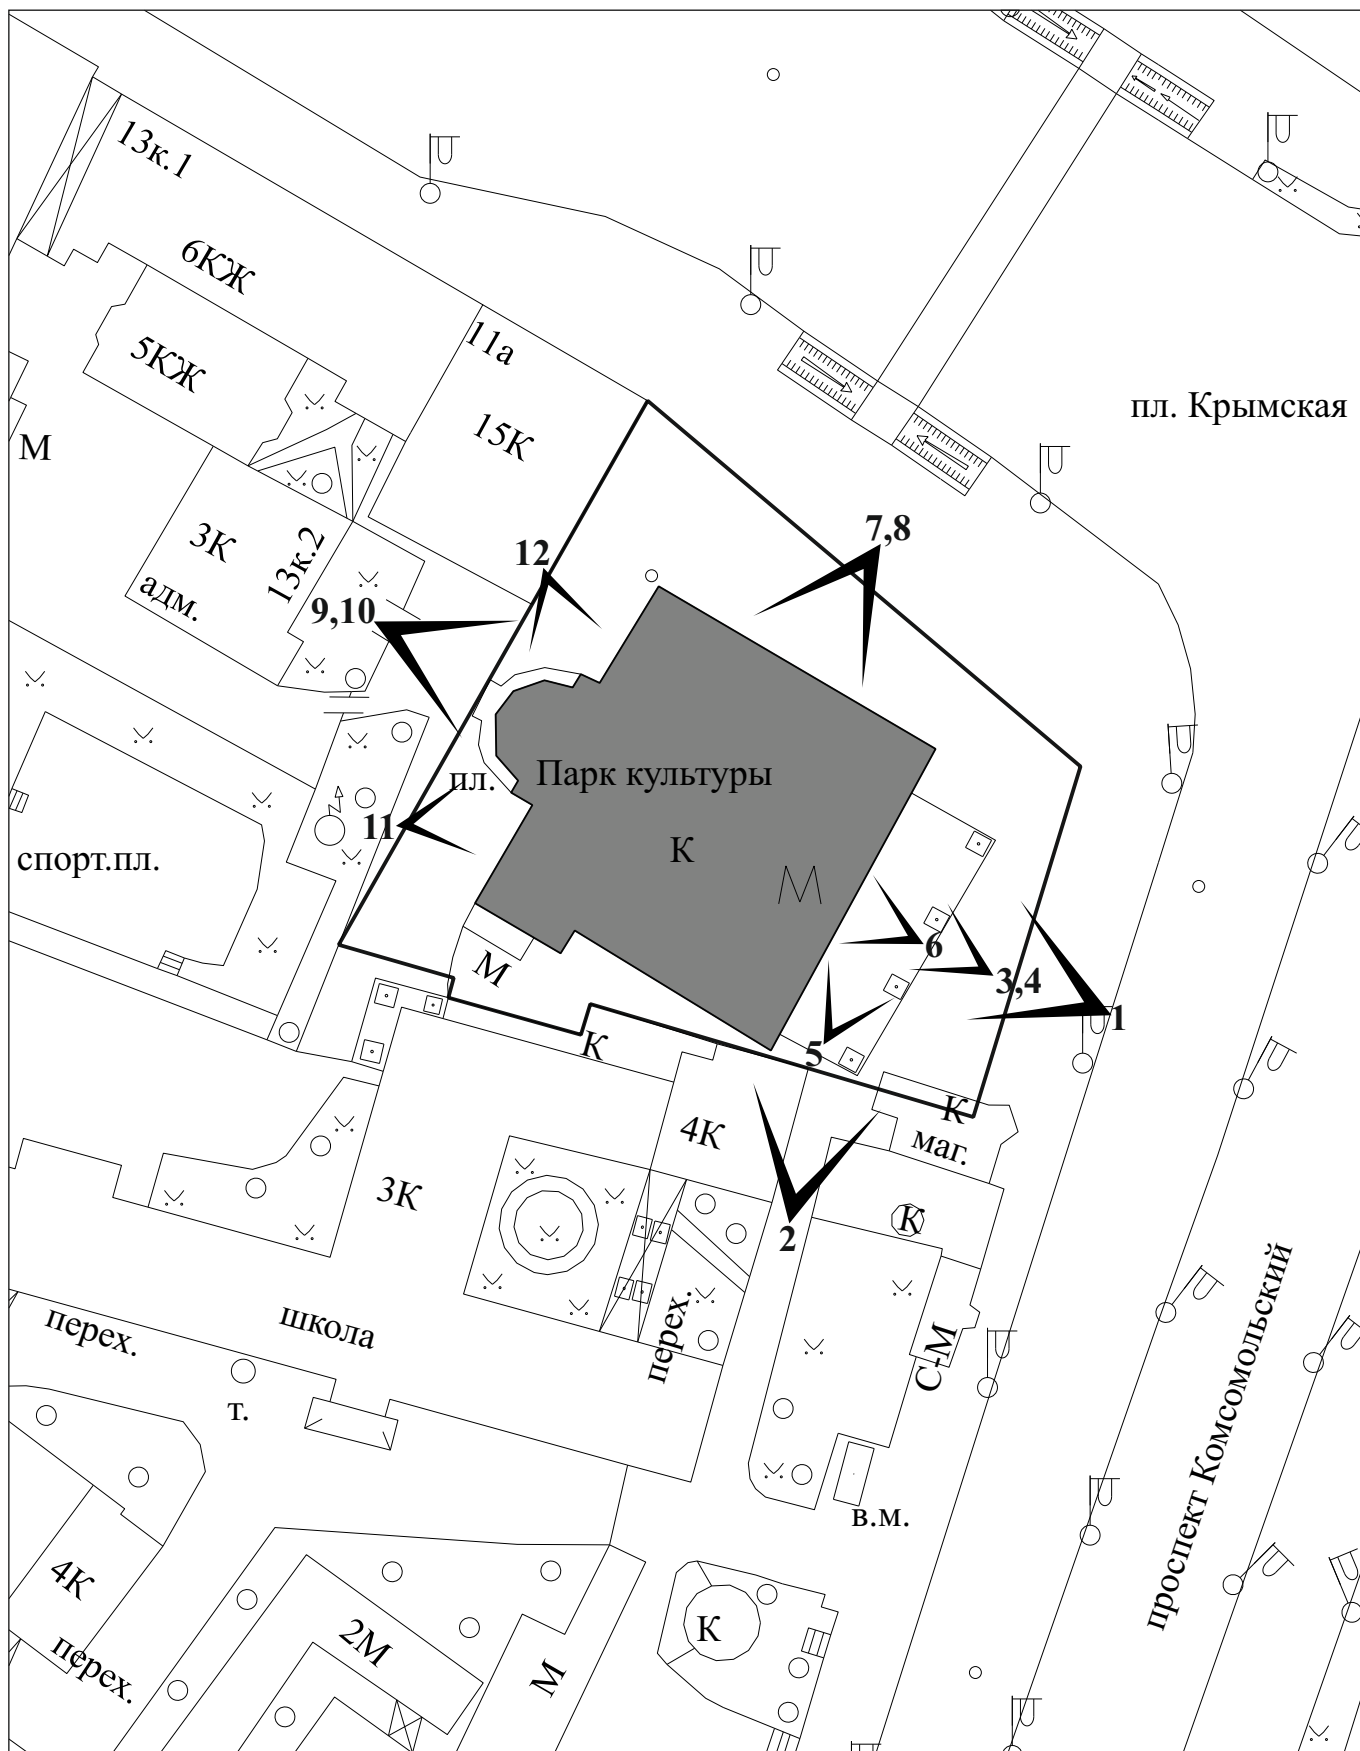 13к.1
6КЖ
5КЖ
11а
15К
М
пл. Крымская
3К
адм.
13к.2
12
7,8
9,10
пл.
Парк культуры
К
М
11
спорт.пл.
6
3,4
1
М
К
5
К
маг.
4К
3К
К
2
перех.
школа
перех.
С-М
т.
проспект Комсомольский
в.м.
4К
2М
К
М
перех.